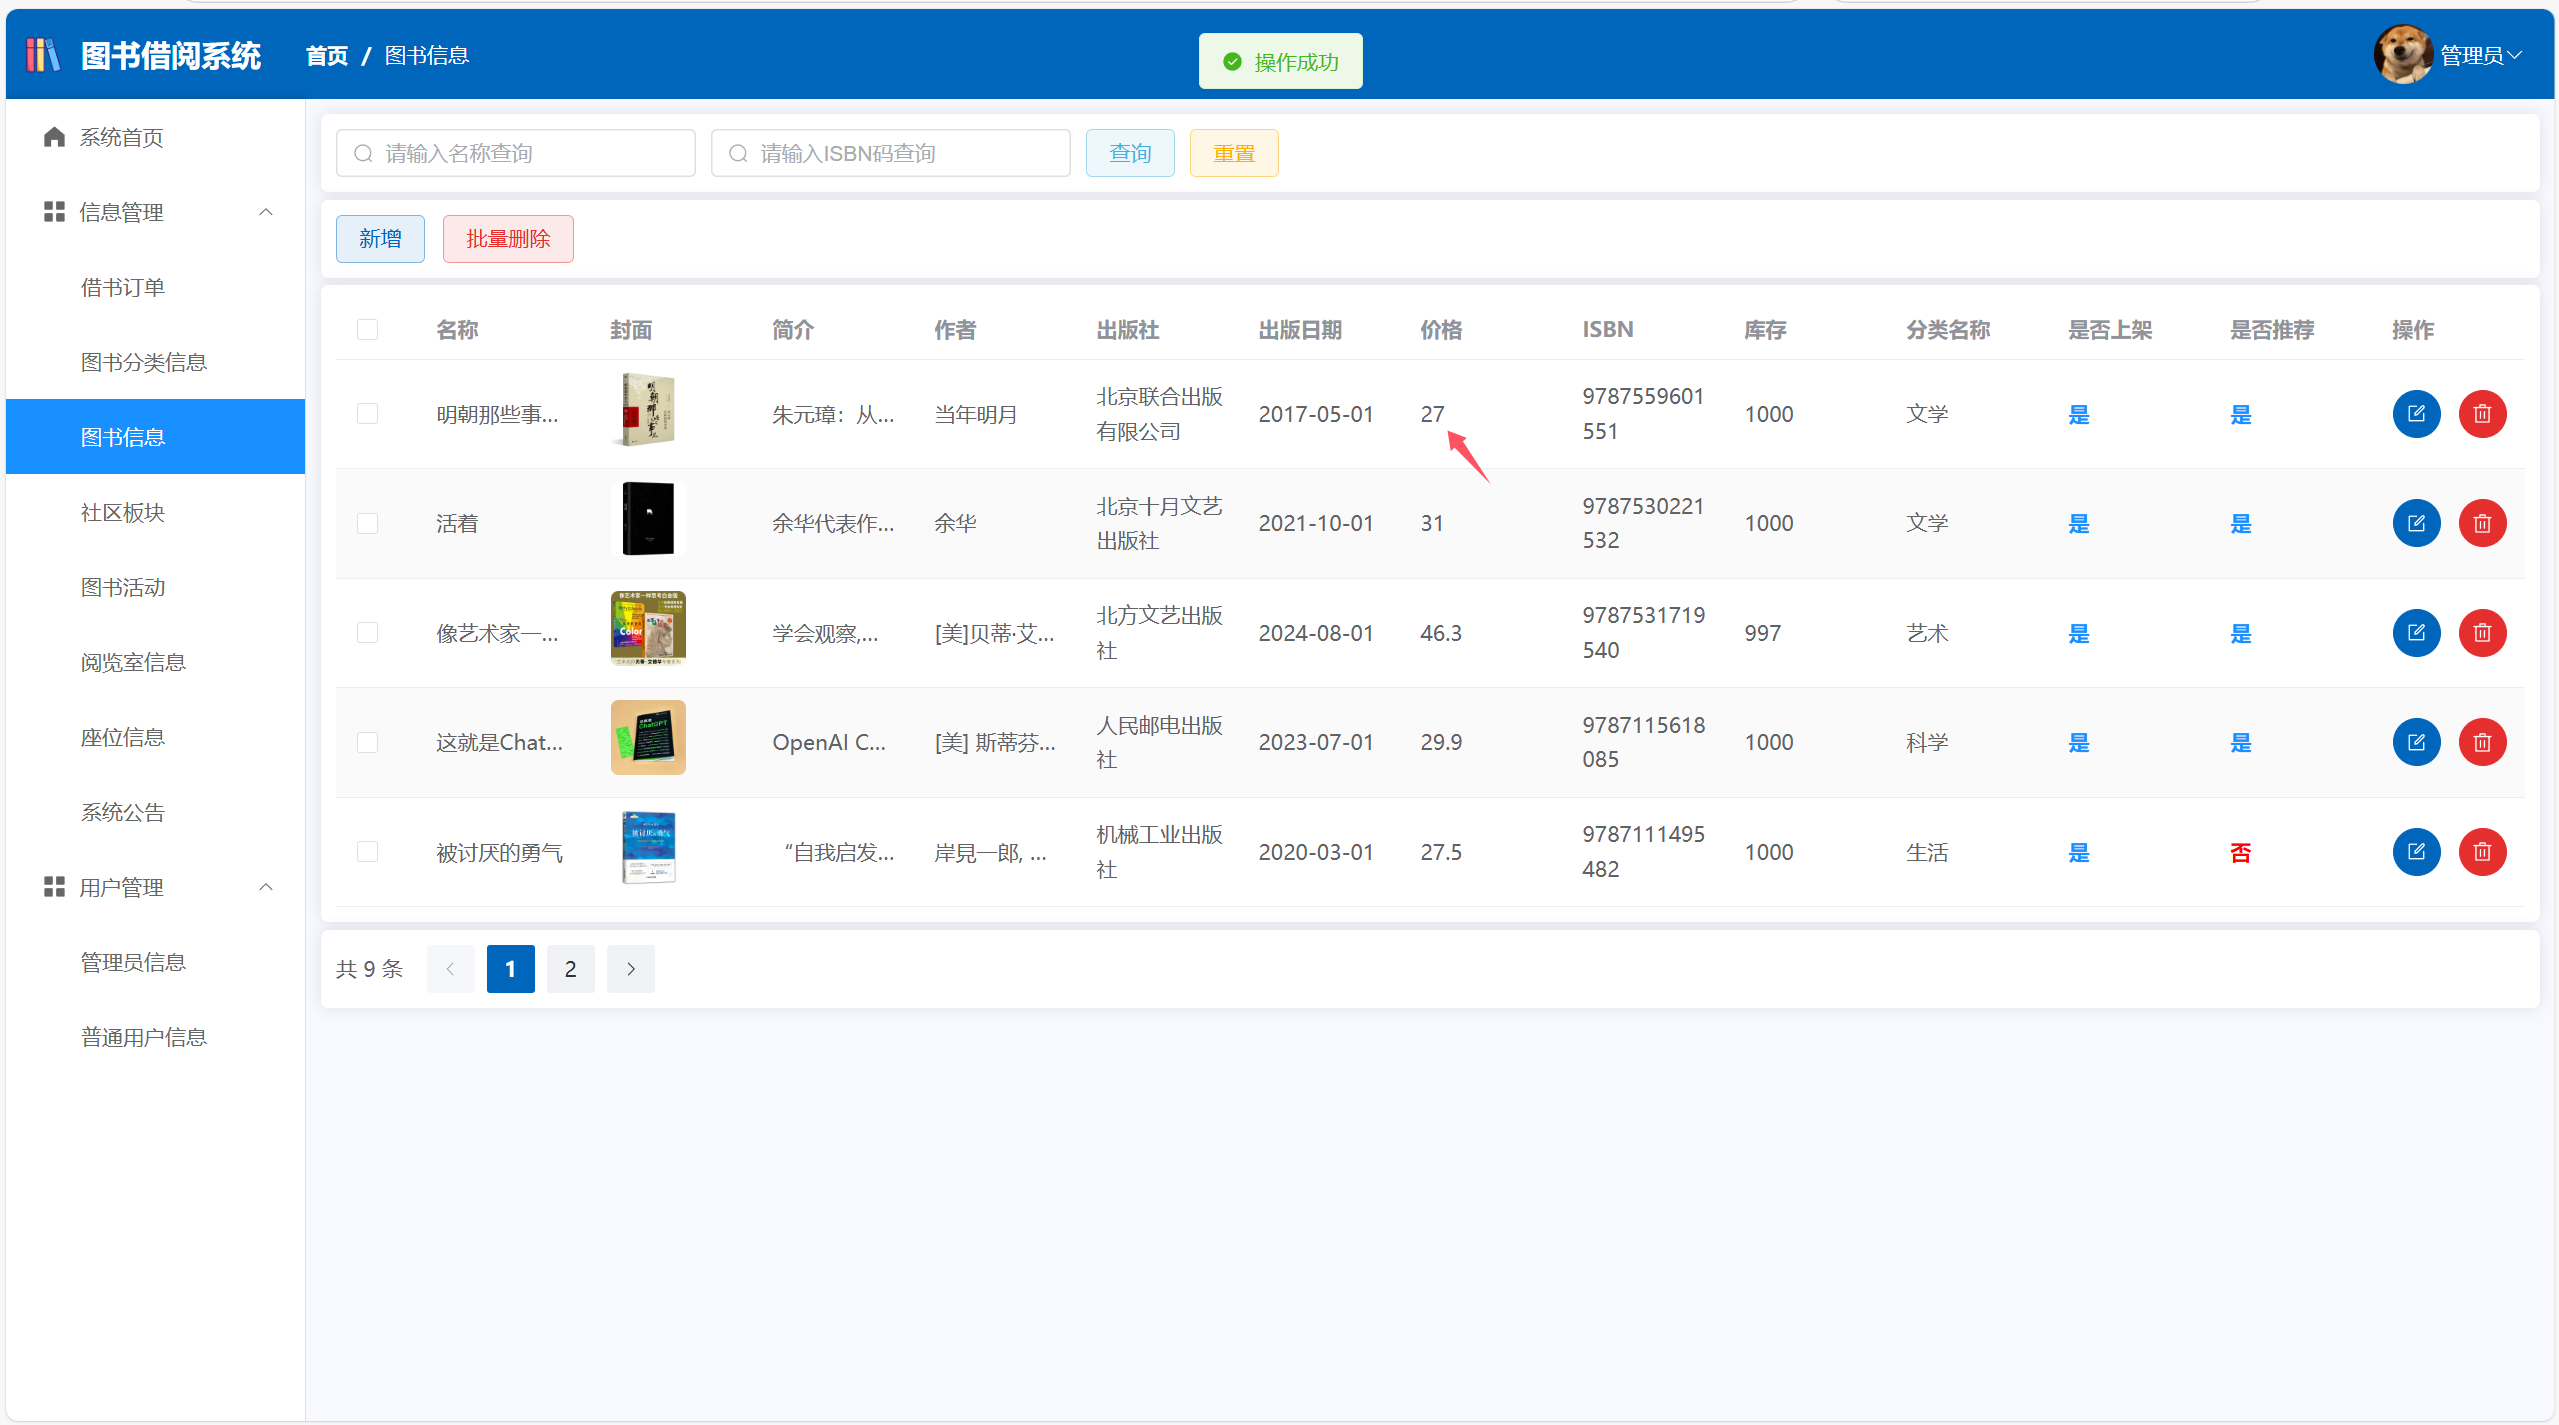 图书借阅系统
首页 / 图书信息
操作成功
管理员
系统首页
信息管理
借书订单
图书分类信息
图书信息
社区板块
图书活动
阅览室信息
座位信息
系统公告
用户管理
管理员信息
普通用户信息
请输入名称查询
请输入ISBN码查询
查询
重置
新增
批量删除
名称 封面 简介 作者 出版社 出版日期 价格 ISBN 库存 分类名称 是否上架 是否推荐 操作
明朝那些事... 朱元璋：从... 当年明月 北京联合出版 2017-05-01 27 9787559601 1000 文学 是 是
有限公司 551
活着 余华代表作... 余华 北京十月文艺 2021-10-01 31 9787530221 1000 文学 是 是
出版社 532
像艺术家一... 学会观察,... [美]贝蒂·艾... 北方文艺出版 2024-08-01 46.3 9787531719 997 艺术 是 是
社 540
Color
这就是Chat... OpenAI C... [美] 斯蒂芬... 人民邮电出版 2023-07-01 29.9 9787115618 1000 科学 是 是
社 085
ChatGPT
被讨厌的勇气 “自我启发... 岸見一郎, ... 机械工业出版 2020-03-01 27.5 9787111495 1000 生活 是 否
社 482
共 9 条
1
2